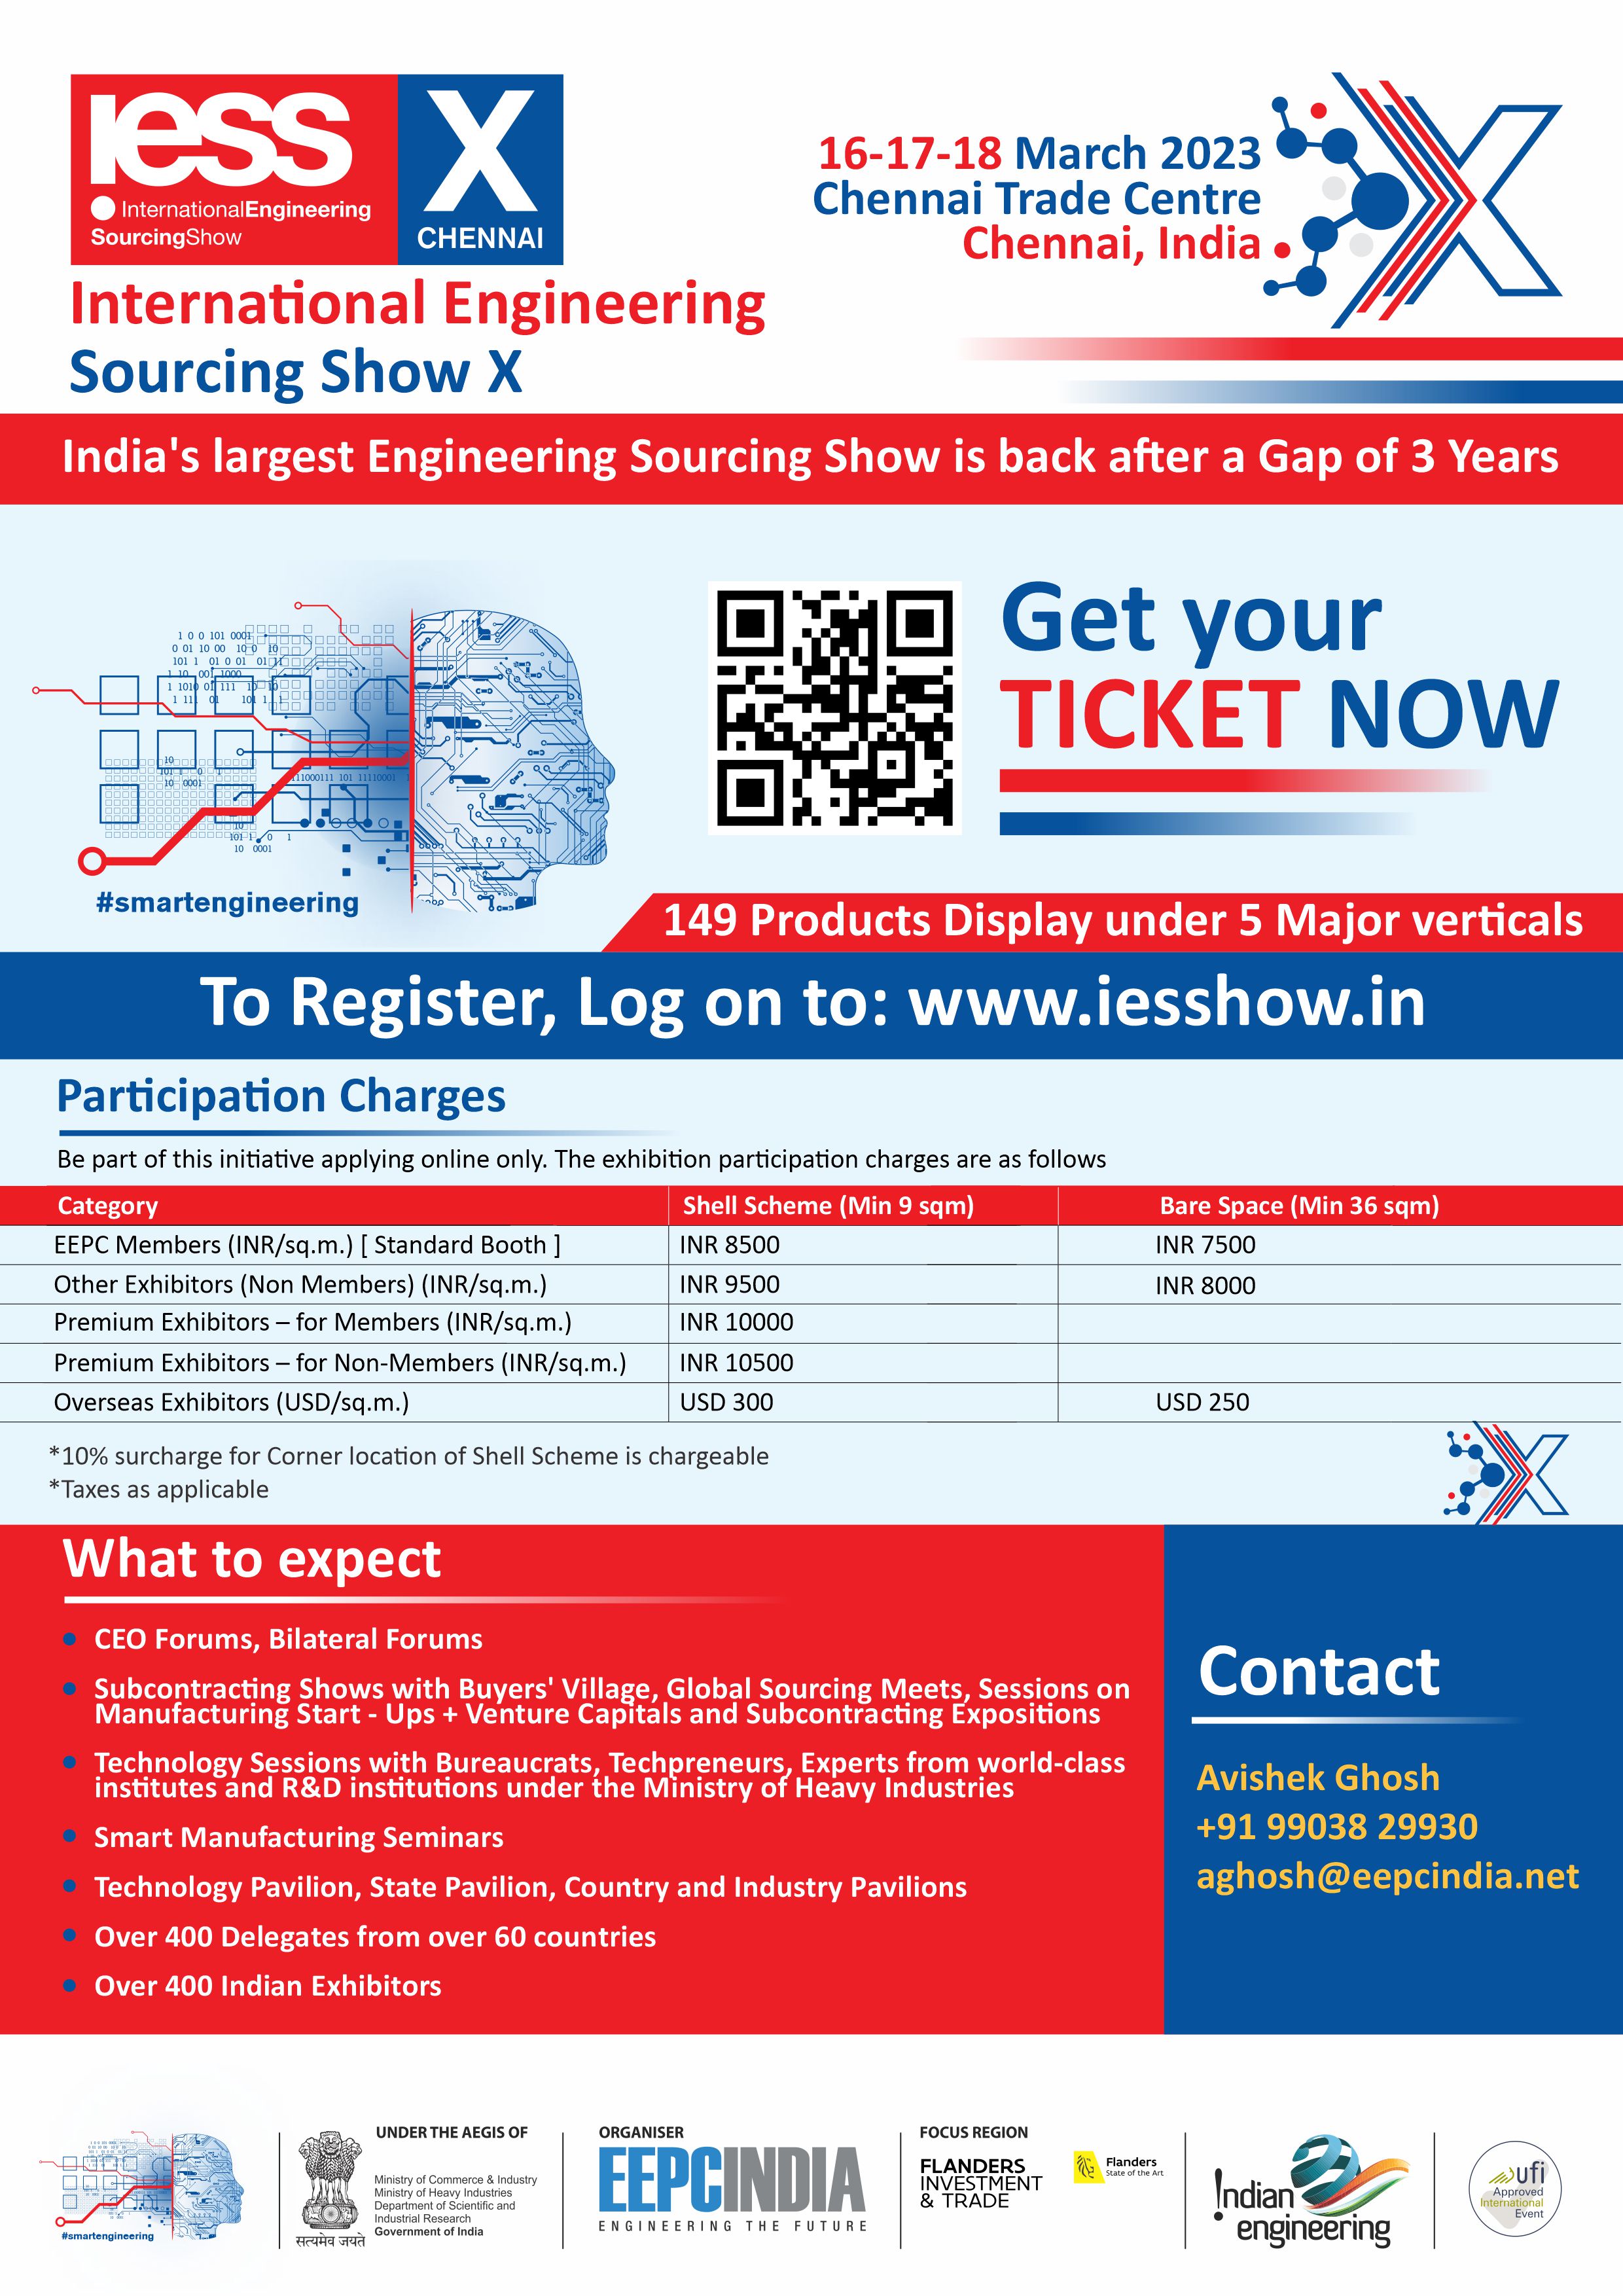 iess
InternationalEngineering
SourcingShow
X
CHENNAI
16-17-18 March 2023
Chennai Trade Centre
Chennai, India
International Engineering
Sourcing Show X
India's largest Engineering Sourcing Show is back after a Gap of 3 Years
#smartengineering
Get your
TICKET NOW
149 Products Display under 5 Major verticals
To Register, Log on to: www.iesshow.in
Participation Charges
Be part of this initiative applying online only. The exhibition participation charges are as follows
Category Shell Scheme (Min 9 sqm) Bare Space (Min 36 sqm)
EEPC Members (INR/sq.m.) [ Standard Booth ] INR 8500 INR 7500
Other Exhibitors (Non Members) (INR/sq.m.) INR 9500 INR 8000
Premium Exhibitors – for Members (INR/sq.m.) INR 10000
Premium Exhibitors – for Non-Members (INR/sq.m.) INR 10500
Overseas Exhibitors (USD/sq.m.) USD 300 USD 250
*10% surcharge for Corner location of Shell Scheme is chargeable
*Taxes as applicable
What to expect
CEO Forums, Bilateral Forums
Subcontracting Shows with Buyers' Village, Global Sourcing Meets, Sessions on
Manufacturing Start - Ups + Venture Capitals and Subcontracting Expositions
Technology Sessions with Bureaucrats, Techpreneurs, Experts from world-class
institutes and R&D institutions under the Ministry of Heavy Industries
Smart Manufacturing Seminars
Technology Pavilion, State Pavilion, Country and Industry Pavilions
Over 400 Delegates from over 60 countries
Over 400 Indian Exhibitors
Contact
Avishek Ghosh
+91 99038 29930
aghosh@eepcindia.net
#smartengineering
सत्यमेव जयते
UNDER THE AEGIS OF
Ministry of Commerce & Industry
Ministry of Heavy Industries
Department of Scientific and
Industrial Research
Government of India
ORGANISER
EEPCINDIA
ENGINEERING THE FUTURE
FOCUS REGION
FLANDERS
INVESTMENT
& TRADE
Flanders
State of the Art
Indian
engineering
ufi
Approved
International
Event